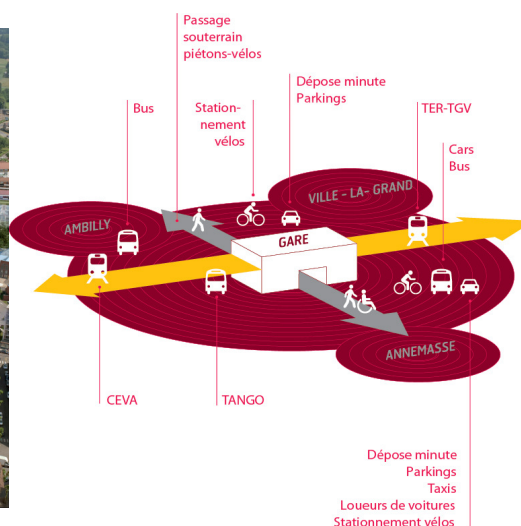 Passage
souterrain
piétons-vélos
Bus
Station-
nement
vélos
Dépose minute
Parkings
TER-TGV
Cars
Bus
VILLE - LA- GRAND
AMBILLY
GARE
ANNEMASSE
CEVA
TANGO
Dépose minute
Parkings
Taxis
Loueurs de voitures
Stationnement vélos